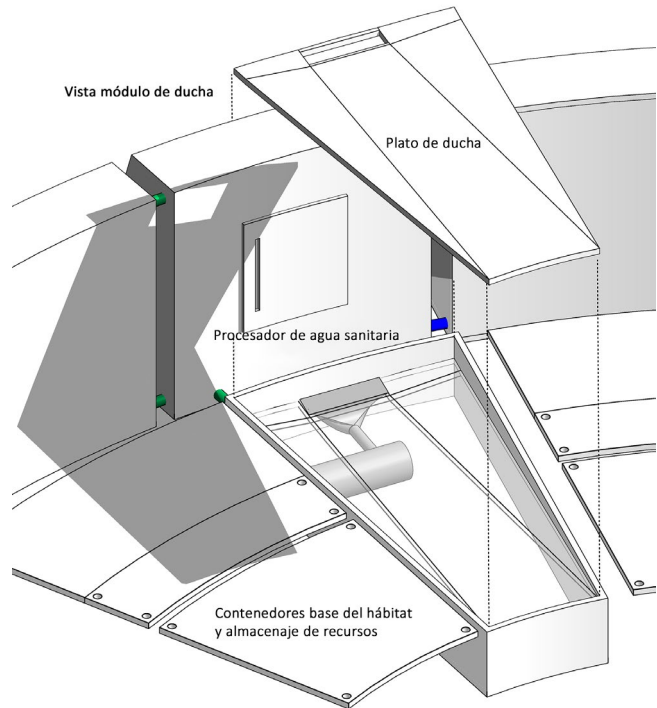 Vista módulo de ducha
Plato de ducha
Procesador de agua sanitaria
Contenedores base del hábitat
y almacenaje de recursos